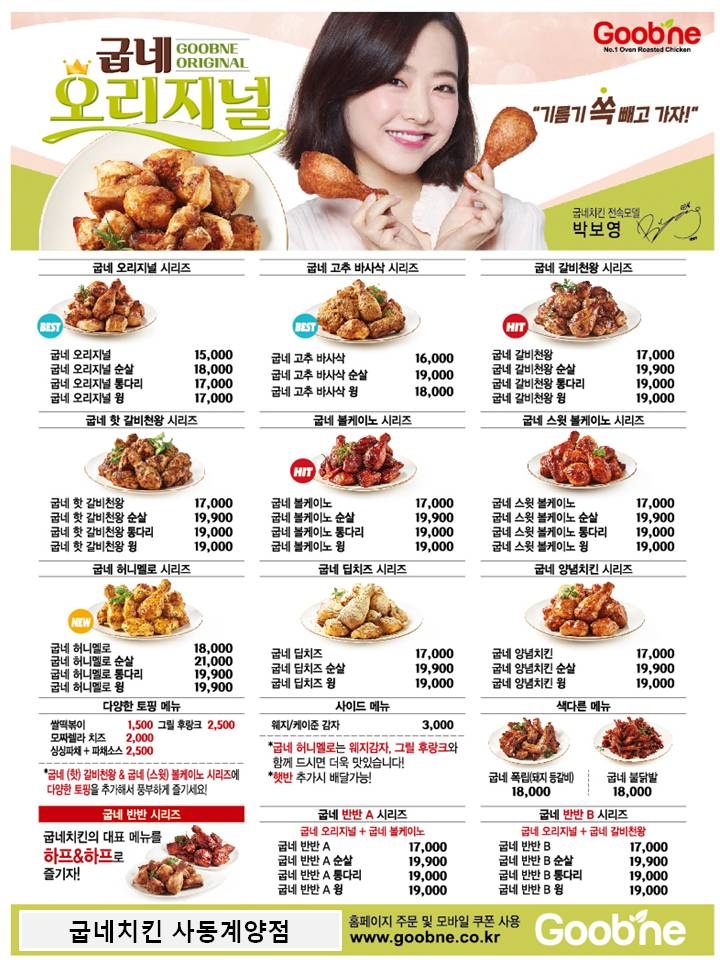 굽네 GOOBNE
ORIGINAL
오리지널
Goobne
No.1 Oven Roasted Chicken
"기름기 쏙 빼고 가자!"
굽네치킨 전속모델
박보영
굽네 오리지널 시리즈
BEST
굽네 오리지널 15,000
굽네 오리지널 순살 18,000
굽네 오리지널 통다리 17,000
굽네 오리지널 윙 17,000
굽네 고추 바사삭 시리즈
BEST
굽네 고추 바사삭 16,000
굽네 고추 바사삭 순살 19,000
굽네 고추 바사삭 윙 18,000
굽네 갈비천왕 시리즈
HIT
굽네 갈비천왕 17,000
굽네 갈비천왕 순살 19,900
굽네 갈비천왕 통다리 19,000
굽네 갈비천왕 윙 19,000
굽네 핫 갈비천왕 시리즈
굽네 핫 갈비천왕 17,000
굽네 핫 갈비천왕 순살 19,900
굽네 핫 갈비천왕 통다리 19,000
굽네 핫 갈비천왕 윙 19,000
굽네 볼케이노 시리즈
HIT
굽네 볼케이노 17,000
굽네 볼케이노 순살 19,900
굽네 볼케이노 통다리 19,000
굽네 볼케이노 윙 19,000
굽네 스윗 볼케이노 시리즈
굽네 스윗 볼케이노 17,000
굽네 스윗 볼케이노 순살 19,900
굽네 스윗 볼케이노 통다리 19,000
굽네 스윗 볼케이노 윙 19,000
굽네 허니멜로 시리즈
NEW
굽네 허니멜로 18,000
굽네 허니멜로 순살 21,000
굽네 허니멜로 통다리 19,900
굽네 허니멜로 윙 19,900
굽네 딥치즈 시리즈
굽네 딥치즈 17,000
굽네 딥치즈 순살 19,900
굽네 딥치즈 윙 19,000
굽네 양념치킨 시리즈
굽네 양념치킨 17,000
굽네 양념치킨 순살 19,900
굽네 양념치킨 윙 19,000
다양한 토핑 메뉴
쌀떡볶이 1,500 그릴 후랑크 2,500
모짜렐라 치즈 2,000
싱싱파채 + 파채소스 2,500
*굽네 (핫) 갈비천왕 & 굽네 (스윗) 볼케이노 시리즈에
다양한 토핑을 추가해서 풍부하게 즐기세요!
사이드 메뉴
웨지/케이준 감자 3,000
*굽네 허니멜로는 웨지감자, 그릴 후랑크와
함께 드시면 더욱 맛있습니다!
*햇반 추가시 배달가능!
색다른 메뉴
굽네 폭립(돼지 등갈비)
18,000
굽네 불닭발
18,000
굽네 반반 시리즈
굽네치킨의 대표 메뉴를
하프&하프로
즐기자!
굽네 반반 A 시리즈
굽네 오리지널 + 굽네 볼케이노
굽네 반반 A 17,000
굽네 반반 A 순살 19,900
굽네 반반 A 통다리 19,000
굽네 반반 A 윙 19,000
굽네 반반 B 시리즈
굽네 오리지널 + 굽네 갈비천왕
굽네 반반 B 17,000
굽네 반반 B 순살 19,900
굽네 반반 B 통다리 19,000
굽네 반반 B 윙 19,000
굽네치킨 사동계양점
홈페이지 주문 및 모바일 쿠폰 사용
www.goobne.co.kr
Goobne